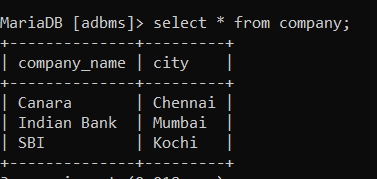 MariaDB [adbms]> select * from company;
+--------------+---------+
| company_name | city    |
+--------------+---------+
| Canara       | Chennai |
| Indian Bank  | Mumbai  |
| SBI          | Kochi   |
+--------------+---------+